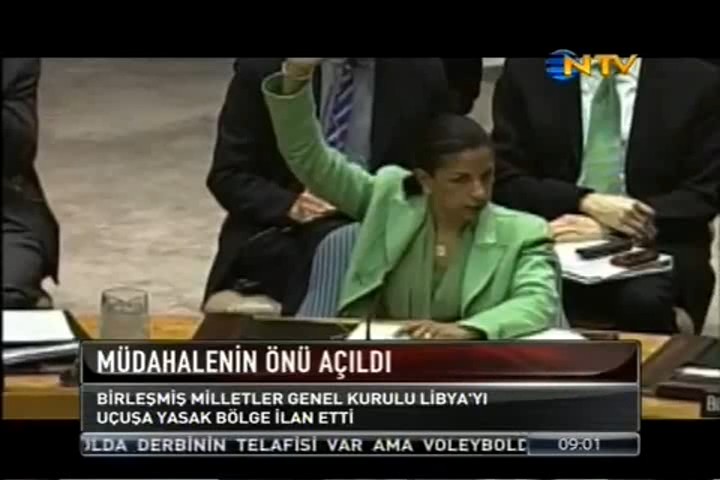 NTV
MÜDAHALENİN ÖNÜ AÇILDI
BİRLEŞMİŞ MİLLETLER GENEL KURULU LİBYA'YI
UÇUŞA YASAK BÖLGE İLAN ETTİ
OLDA DERBİNİN TELAFİSİ VAR AMA VOLEYBOLD 09:01